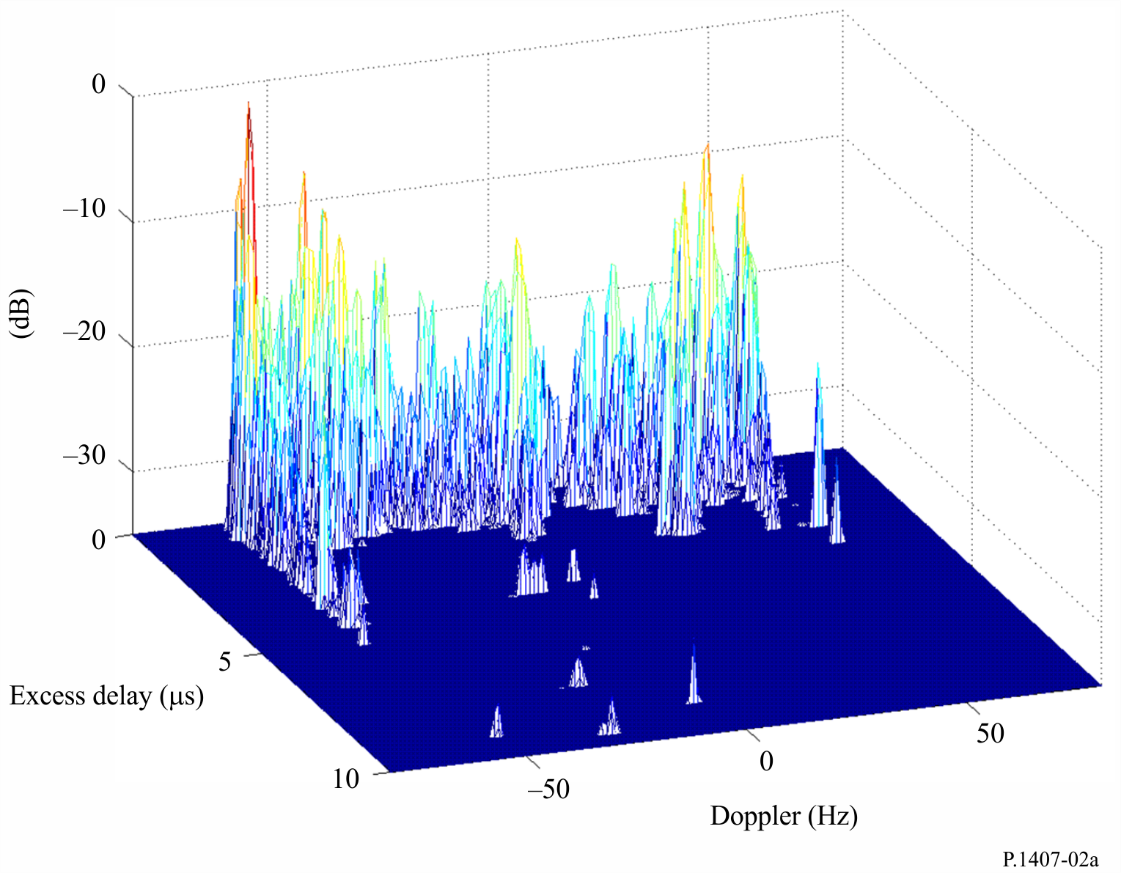 0
–10
(dB)
–20
–30
0
5
Excess delay (μs)
50
0
10
–50
Doppler (Hz)
P.1407-02a